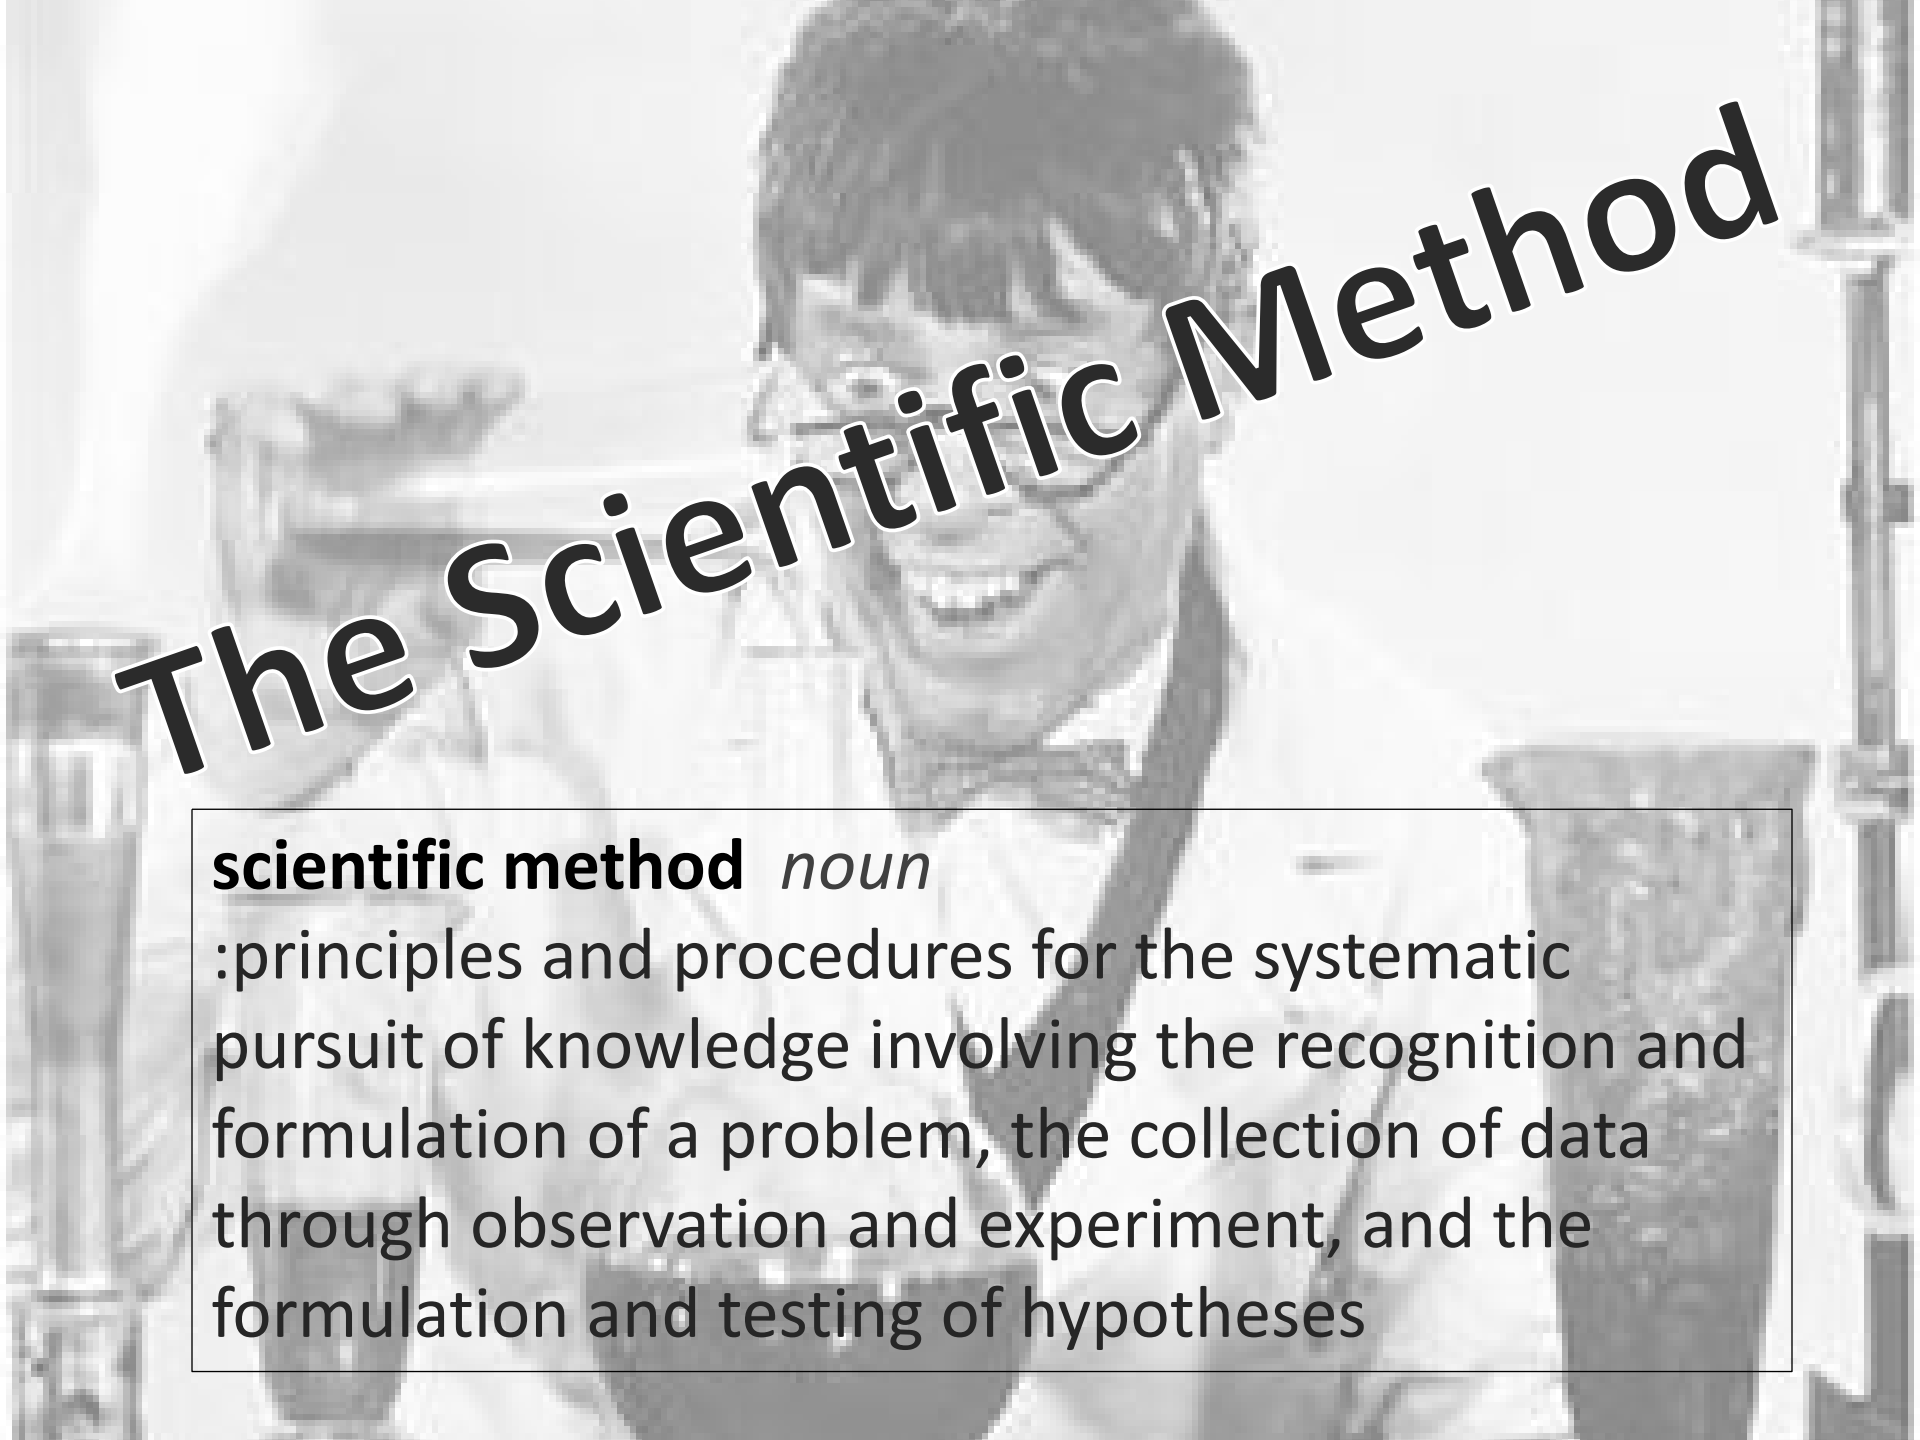 The Scientific Method
scientific method noun
:principles and procedures for the systematic
pursuit of knowledge involving the recognition and
formulation of a problem, the collection of data
through observation and experiment, and the
formulation and testing of hypotheses